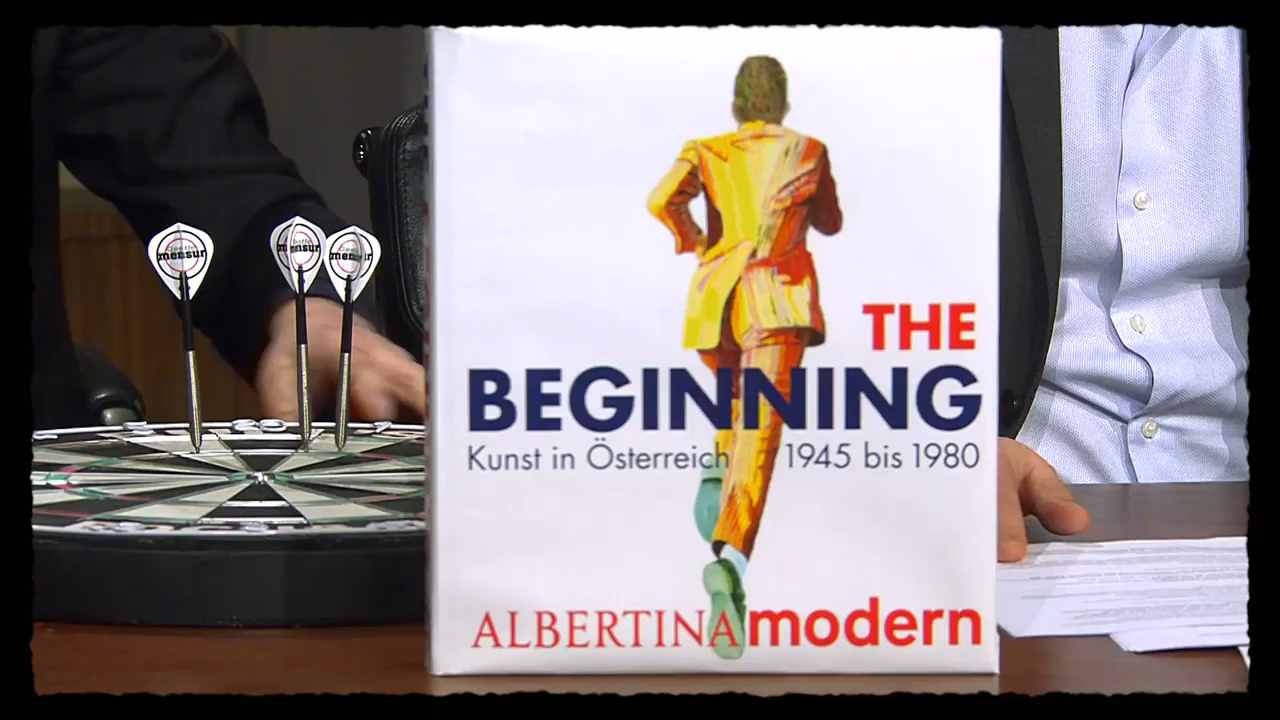 THE
BEGINNING
Kunst in Österreich 1945 bis 1980
ALBERTINA modern
mensur
mensur
mensur